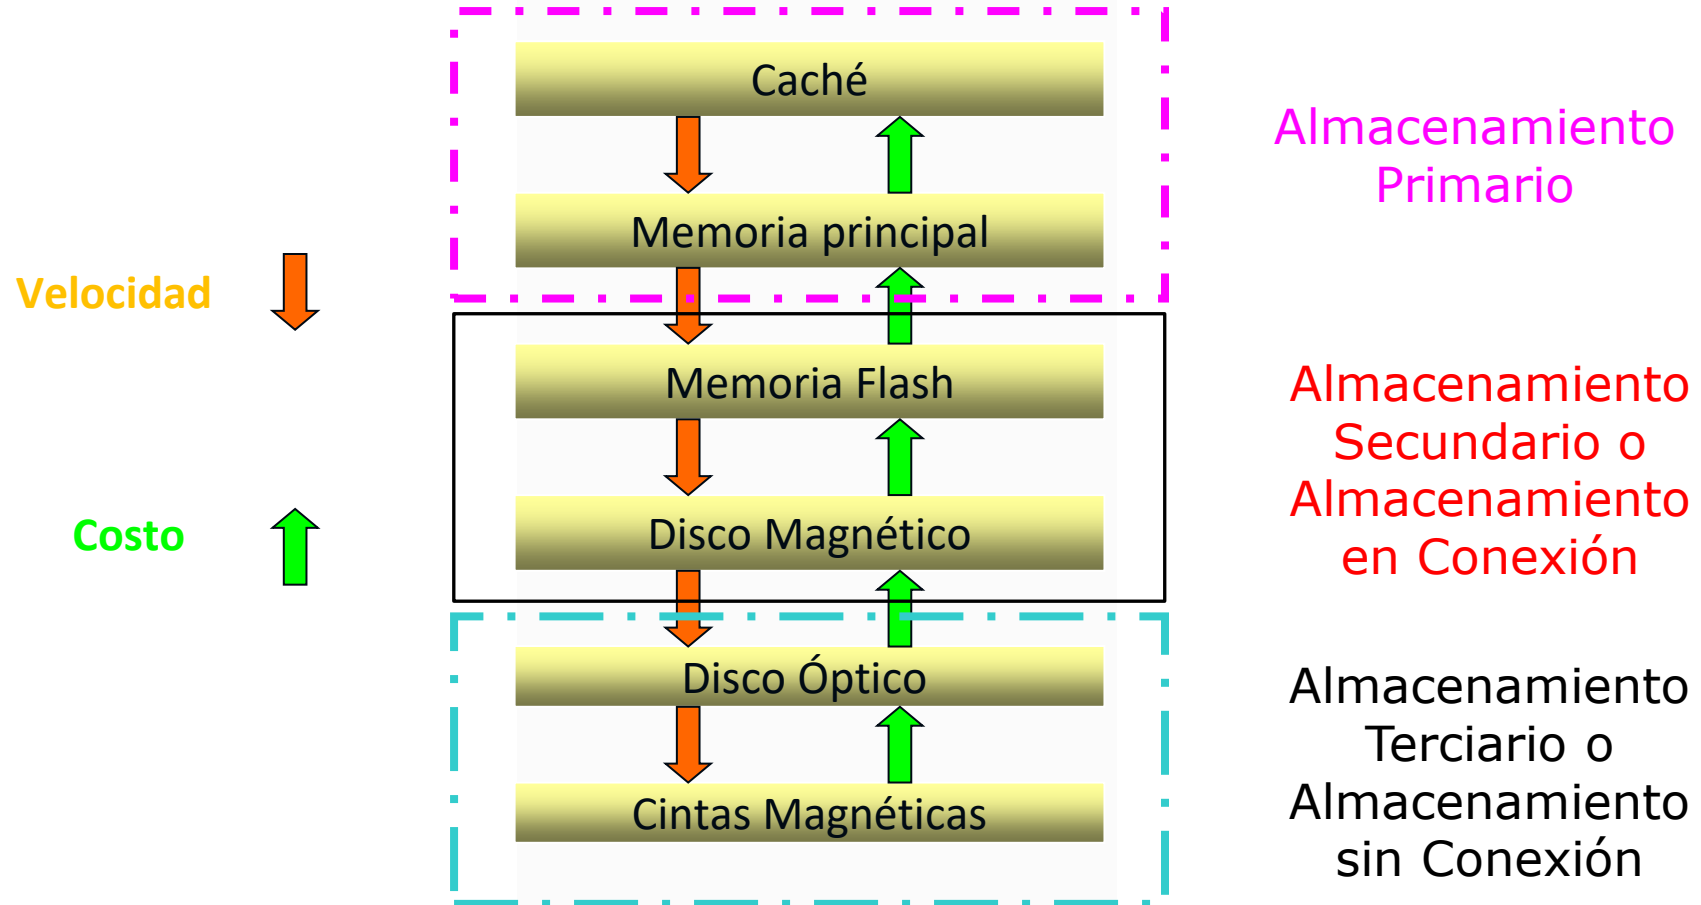 Caché
Memoria principal
Memoria Flash
Disco Magnético
Disco Óptico
Cintas Magnéticas
Velocidad
Costo
Almacenamiento
Primario
Almacenamiento
Secundario o
Almacenamiento
en Conexión
Almacenamiento
Terciario o
Almacenamiento
sin Conexión